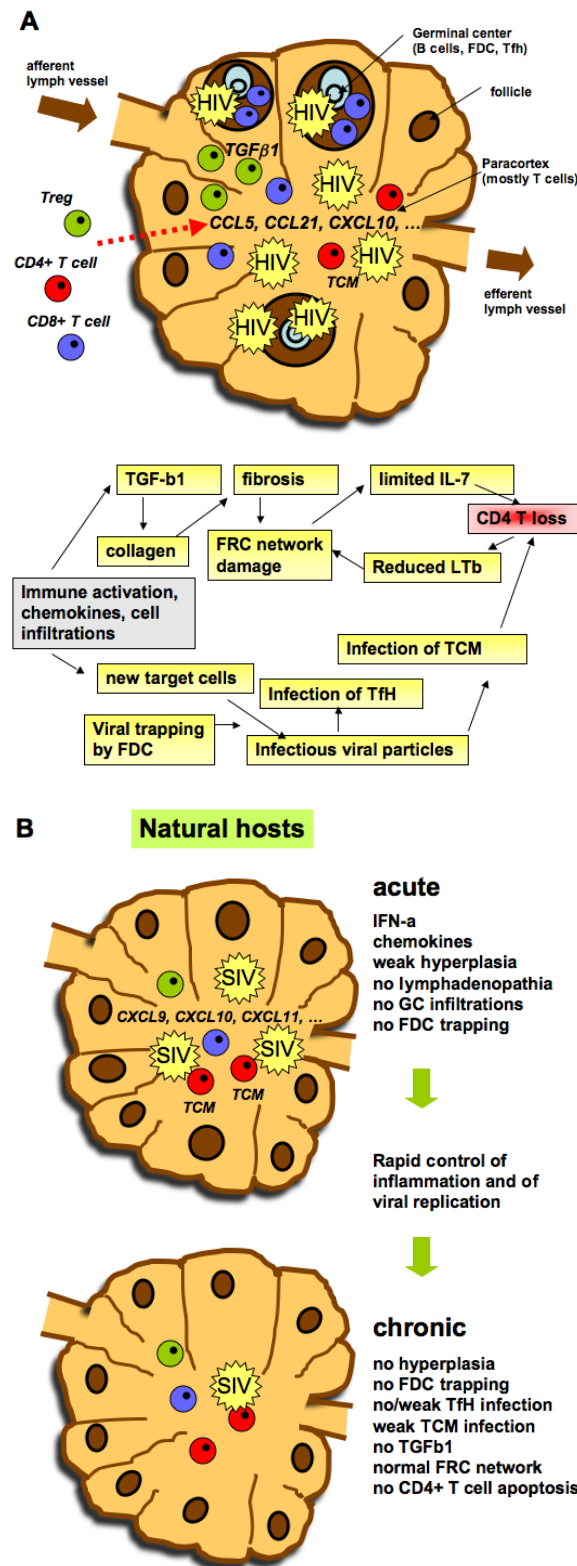 A
afferent
lymph vessel
Germinal center
(B cells, FDC, Tfh)
follicle
HIV
HIV
TGFβ1
Paracortex
(mostly T cells)
HIV
Treg
CCL5, CCL21, CXCL10, ...
CD4+ T cell
HIV
HIV
TCM
efferent
lymph vessel
CD8+ T cell
HIV
HIV
TGF-b1
fibrosis
limited IL-7
CD4 T loss
collagen
FRC network
damage
Reduced LTb
Immune activation,
chemokines, cell
infiltrations
Infection of TCM
new target cells
Infection of TfH
Viral trapping
by FDC
Infectious viral particles
B
Natural hosts
acute
IFN-a
chemokines
weak hyperplasia
no lymphadenopathia
no GC infiltrations
no FDC trapping
SIV
CXCL9, CXCL10, CXCL11, ...
SIV
SIV
TCM
TCM
Rapid control of
inflammation and of
viral replication
chronic
no hyperplasia
no FDC trapping
no/weak TfH infection
weak TCM infection
no TGFb1
normal FRC network
no CD4+ T cell apoptosis
SIV